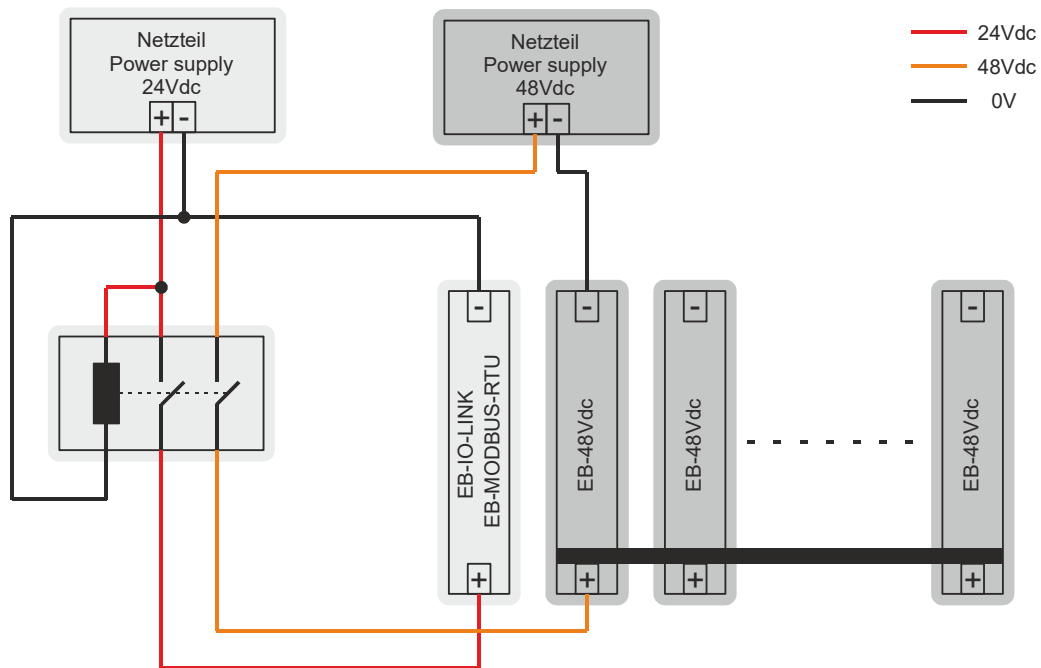 Netzteil
Power supply
24Vdc
+ -
Netzteil
Power supply
48Vdc
+ -
24Vdc
48Vdc
0V
-
-
-
-
EB-IO-LINK
EB-MODBUS-RTU
EB-48Vdc
EB-48Vdc
EB-48Vdc
+
+
+
+